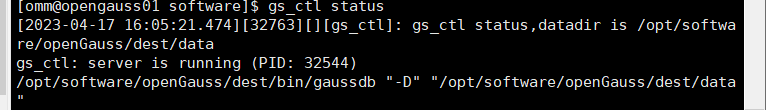 [omm@opengauss01 software]$ gs_ctl status
[2023-04-17 16:05:21.474][32763][][gs_ctl]: gs_ctl status,datadir is /opt/softwa
re/openGauss/dest/data
gs_ctl: server is running (PID: 32544)
/opt/software/openGauss/dest/bin/gaussdb "-D" "/opt/software/openGauss/dest/data
"